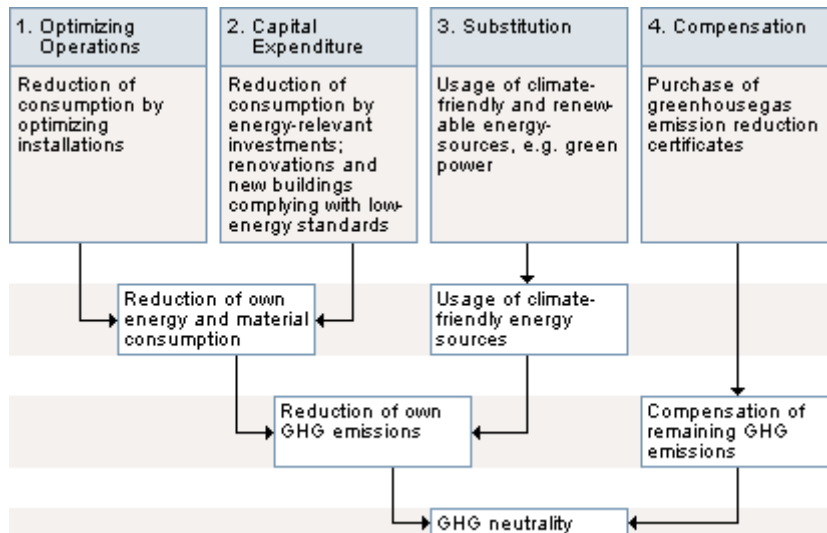 1. Optimizing
Operations
Reduction of
consumption by
optimizing
installations
2. Capital
Expenditure
Reduction of
consumption by
energy-relevant
investments;
renovations and
new buildings
complying with low-
energy standards
3. Substitution
Usage of climate-
friendly and renew-
able energy-
sources, e.g. green
power
4. Compensation
Purchase of
greenhousegas
emission reduction
certificates
Reduction of own
energy and material
consumption
Usage of climate-
friendly energy
sources
Reduction of own
GHG emissions
Compensation of
remaining GHG
emissions
GHG neutrality